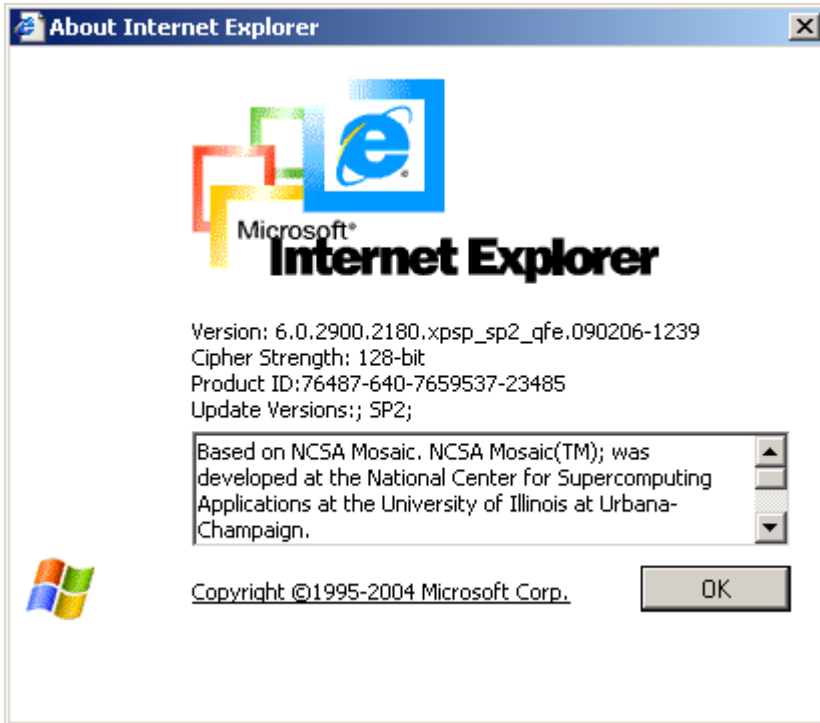 About Internet Explorer
Microsoft®
Internet Explorer
Version: 6.0.2900.2180.xpsp_sp2_qfe.090206-1239
Cipher Strength: 128-bit
Product ID:76487-640-7659537-23485
Update Versions:; SP2;
Based on NCSA Mosaic. NCSA Mosaic(TM); was
developed at the National Center for Supercomputing
Applications at the University of Illinois at Urbana-
Champaign.
Copyright ©1995-2004 Microsoft Corp.
OK